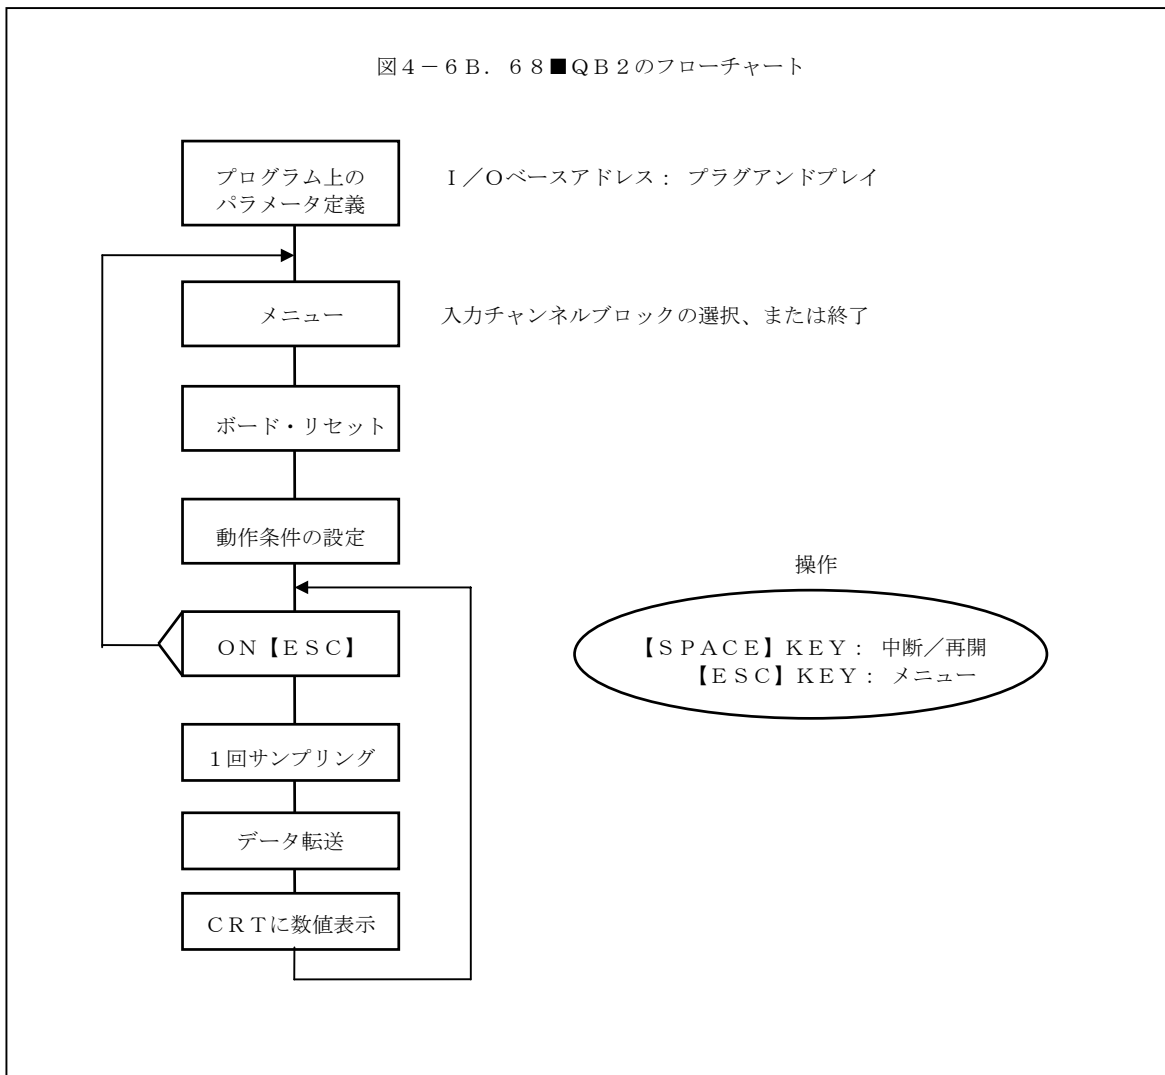 図4-6B．68■QB2のフローチャート
プログラム上の
パラメータ定義
I／Oベースアドレス： プラグアンドプレイ
メニュー
入力チャンネルブロックの選択、または終了
ボード・リセット
動作条件の設定
操作
ON【ESC】
【SPACE】KEY： 中断／再開
【ESC】KEY： メニュー
1回サンプリング
データ転送
CRTに数値表示